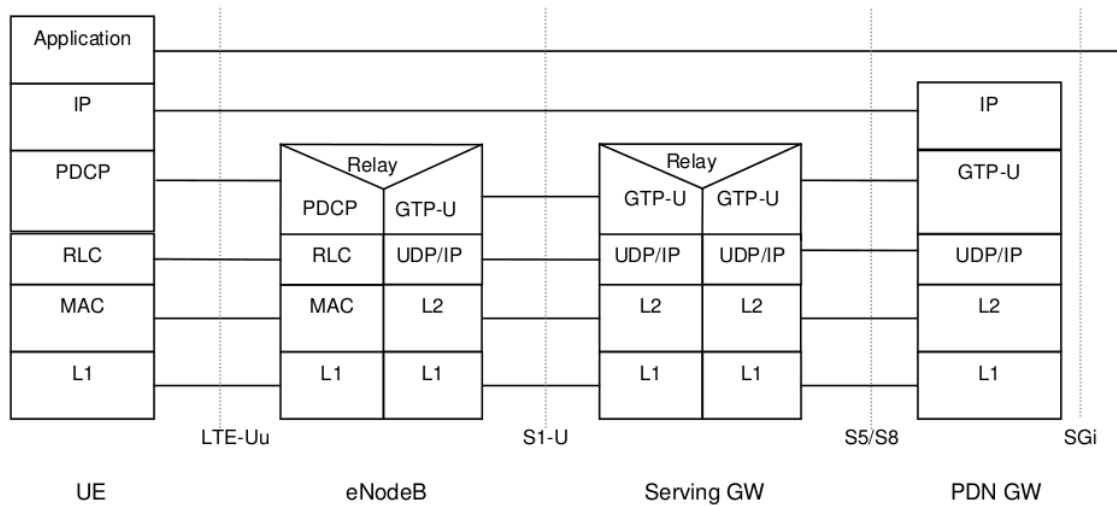 Application
IP
IP
Relay
Relay
PDCP
GTP-U
PDCP
GTP-U
GTP-U
GTP-U
RLC
RLC
UDP/IP
UDP/IP
UDP/IP
UDP/IP
MAC
MAC
L2
L2
L2
L2
L1
L1
L1
L1
L1
L1
LTE-Uu
S1-U
S5/S8
SGi
UE
eNodeB
Serving GW
PDN GW